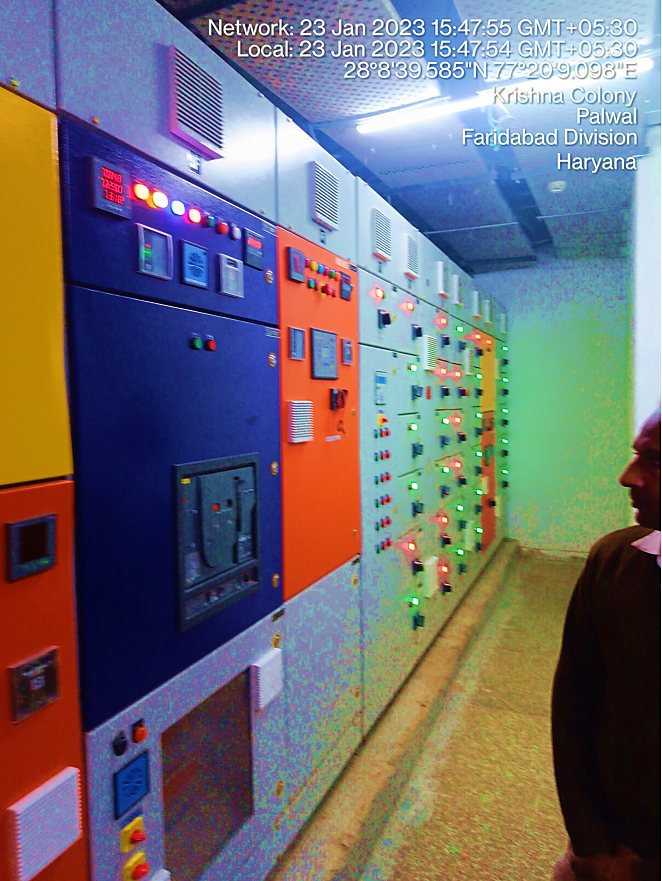 Network: 23 Jan 2023 15:47:55 GMT+05:30
Local: 23 Jan 2023 15:47:54 GMT+05:30
28°8'39.585"N 77°20'9.098"E
Krishna Colony
Palwal
Faridabad Division
Haryana